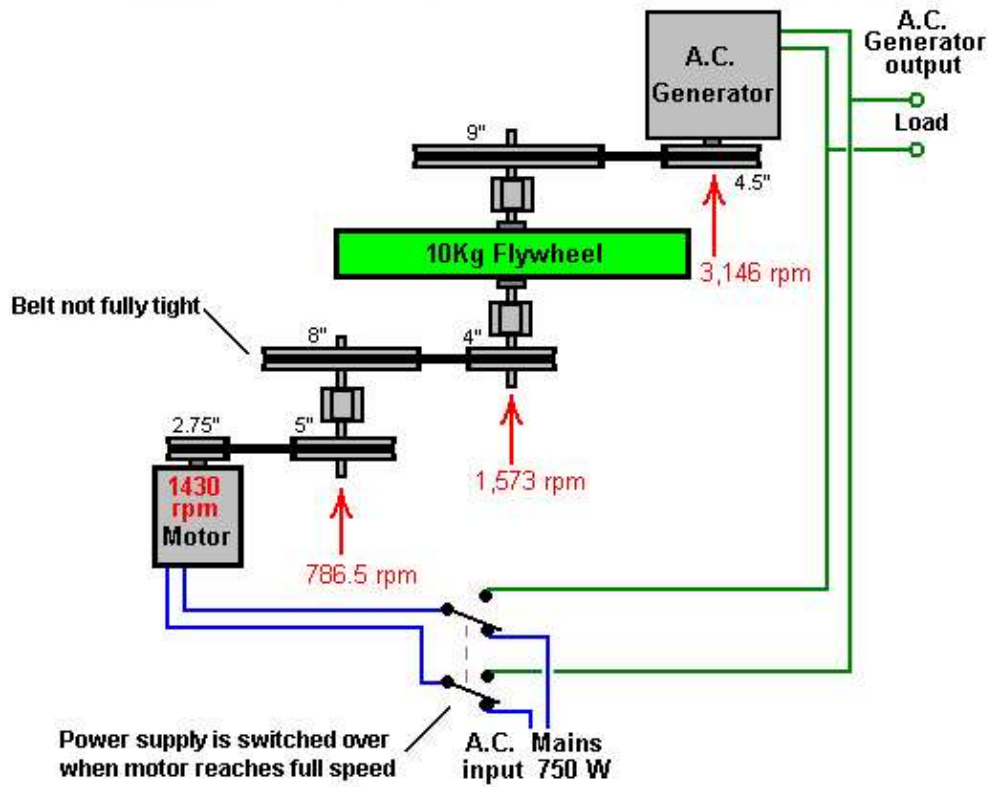 A.C.
Generator
output
A.C.
Generator
Load
9"
4.5"
10Kg Flywheel
3,146 rpm
Belt not fully tight
8"
4"
2.75"
5"
1430
rpm
Motor
1,573 rpm
786.5 rpm
Power supply is switched over
when motor reaches full speed
A.C. Mains
input 750 W